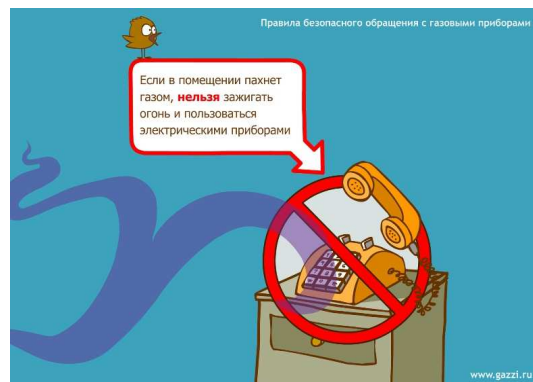 Правила безопасного обращения с газовыми приборами
Если в помещении пахнет
газом, нельзя зажигать
огонь и пользоваться
электрическими приборами
www.gazzi.ru